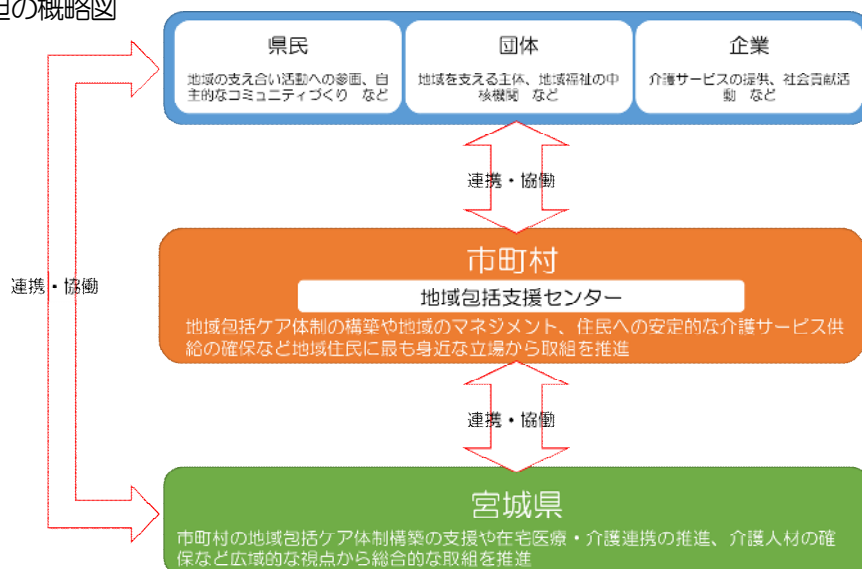 の概略図
県民
地域の支え合い活動への参画、自
主的なコミュニティづくり など
団体
地域を支える主体、地域福祉の中
核機関 など
企業
介護サービスの提供、社会貢献活
動 など
連携・協働
連携・協働
市町村
地域包括支援センター
地域包括ケア体制の構築や地域のマネジメント、住民への安定的な介護サービス供
給の確保など地域住民に最も身近な立場から取組を推進
連携・協働
宮城県
市町村の地域包括ケア体制構築の支援や在宅医療・介護連携の推進、介護人材の確
保など広域的な視点から総合的な取組を推進